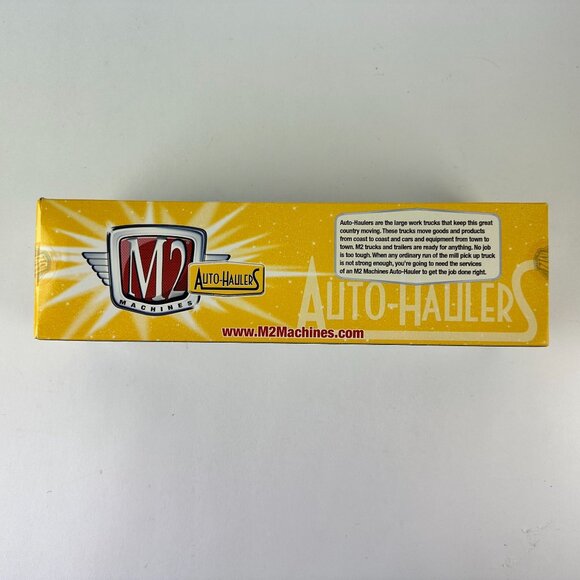 M2
MACHINES
AUTO-HAULERS
www.M2Machines.com
Auto-Haulers are the large work trucks that keep this great
country moving. These trucks move goods and products
from coast to coast and cars and equipment from town to
town. M2 trucks and trailers are ready for anything. No job
is too tough. When any ordinary run of the mill pick up truck
is not strong enough, you're going to need the services
of an M2 Machines Auto-Hauler to get the job done right.
AUTO-HAULERS